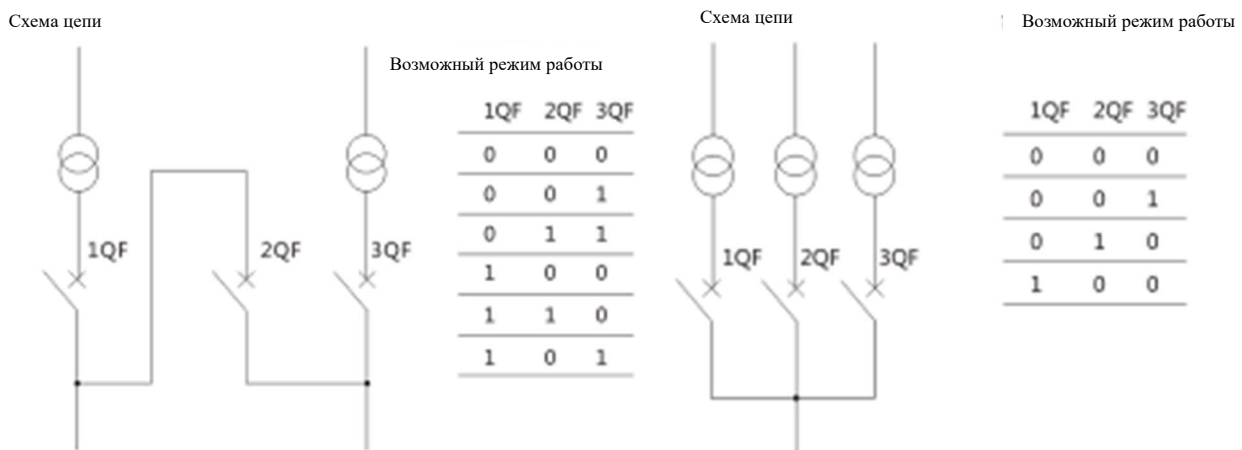 Схема цепи
Возможный режим работы
1QF 2QF 3QF
0 0 0
0 0 1
0 1 1
1 0 0
1 1 0
1 0 1
1QF
2QF
3QF
Схема цепи
Возможный режим работы
1QF 2QF 3QF
0 0 0
0 0 1
0 1 0
1 0 0
1QF
2QF
3QF